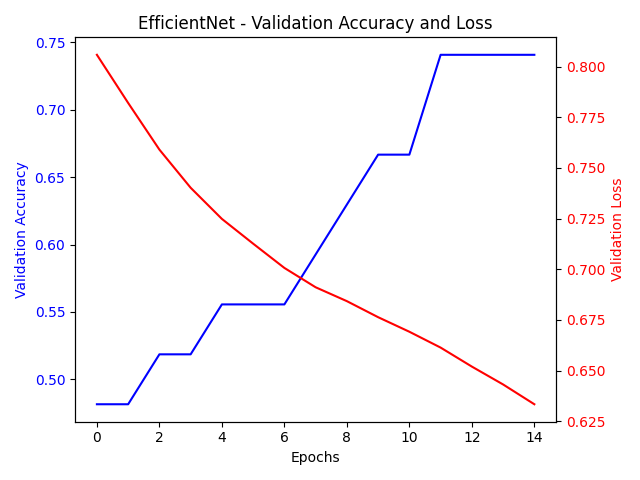 EfficientNet - Validation Accuracy and Loss
0.75
0.70
0.65
0.60
0.55
0.50
Validation Accuracy
0.800
0.775
0.750
0.725
0.700
0.675
0.650
0.625
Validation Loss
0 2 4 6 8 10 12 14
Epochs